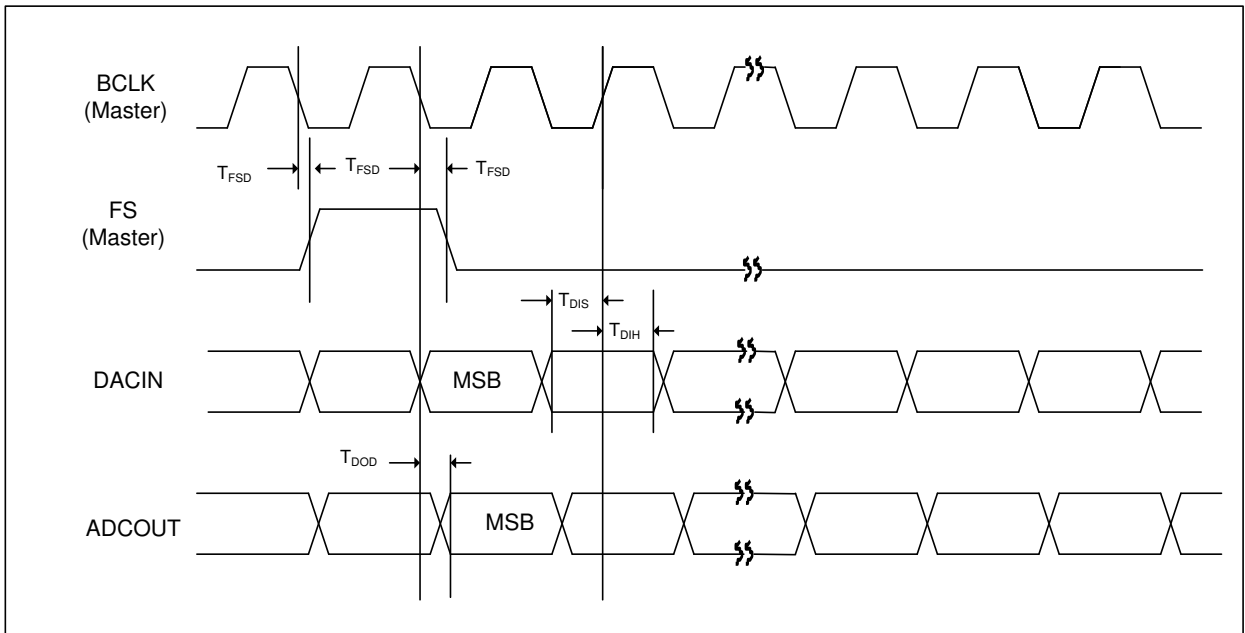 BCLK
(Master)
TFSD TFSD TFSD
FS
(Master)
TDIS
TDIH
DACIN MSB
TDOD
ADCOUT MSB